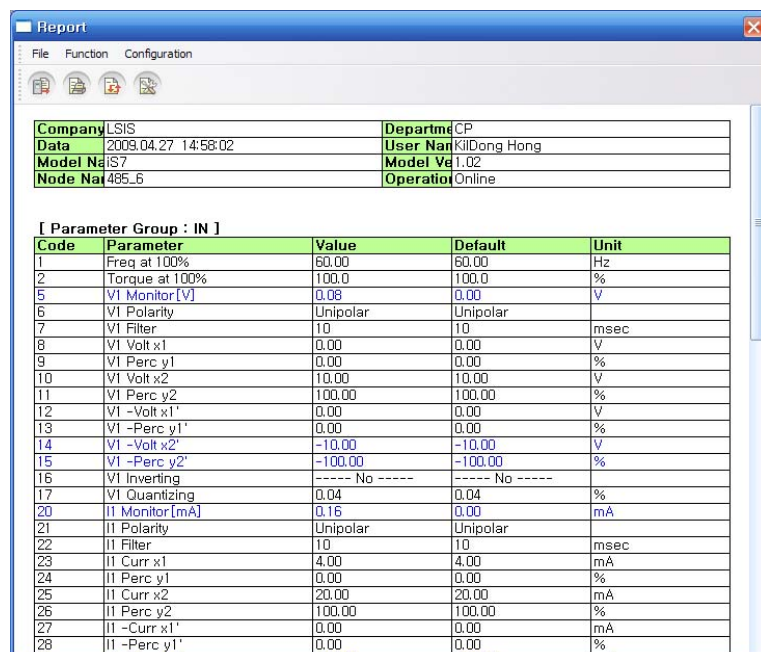 Report
File Function Configuration
Company LSIS Departme CP
Data 2009.04.27 14:58:02 User Nam KilDong Hong
Model Na iS7 Model Ve 1.02
Node Nam 485_6 Operation Online
[ Parameter Group : IN ]
Code Parameter Value Default Unit
1 Freq at 100% 60.00 60.00 Hz
2 Torque at 100% 100.0 100.0 %
5 V1 Monitor[V] 0.08 0.00 V
6 V1 Polarity Unipolar Unipolar
7 V1 Filter 10 10 msec
8 V1 Volt x1 0.00 0.00 V
9 V1 Perc y1 0.00 0.00 %
10 V1 Volt x2 10.00 10.00 V
11 V1 Perc y2 100.00 100.00 %
12 V1 -Volt x1' 0.00 0.00 V
13 V1 -Perc y1' 0.00 0.00 %
14 V1 -Volt x2' -10.00 -10.00 V
15 V1 -Perc y2' -100.00 -100.00 %
16 V1 Inverting ----- No ----- ----- No -----
17 V1 Quantizing 0.04 0.04 %
20 I1 Monitor[mA] 0.16 0.00 mA
21 I1 Polarity Unipolar Unipolar
22 I1 Filter 10 10 msec
23 I1 Curr x1 4.00 4.00 mA
24 I1 Perc y1 0.00 0.00 %
25 I1 Curr x2 20.00 20.00 mA
26 I1 Perc y2 100.00 100.00 %
27 I1 -Curr x1' 0.00 0.00 mA
28 I1 -Perc y1' 0.00 0.00 %